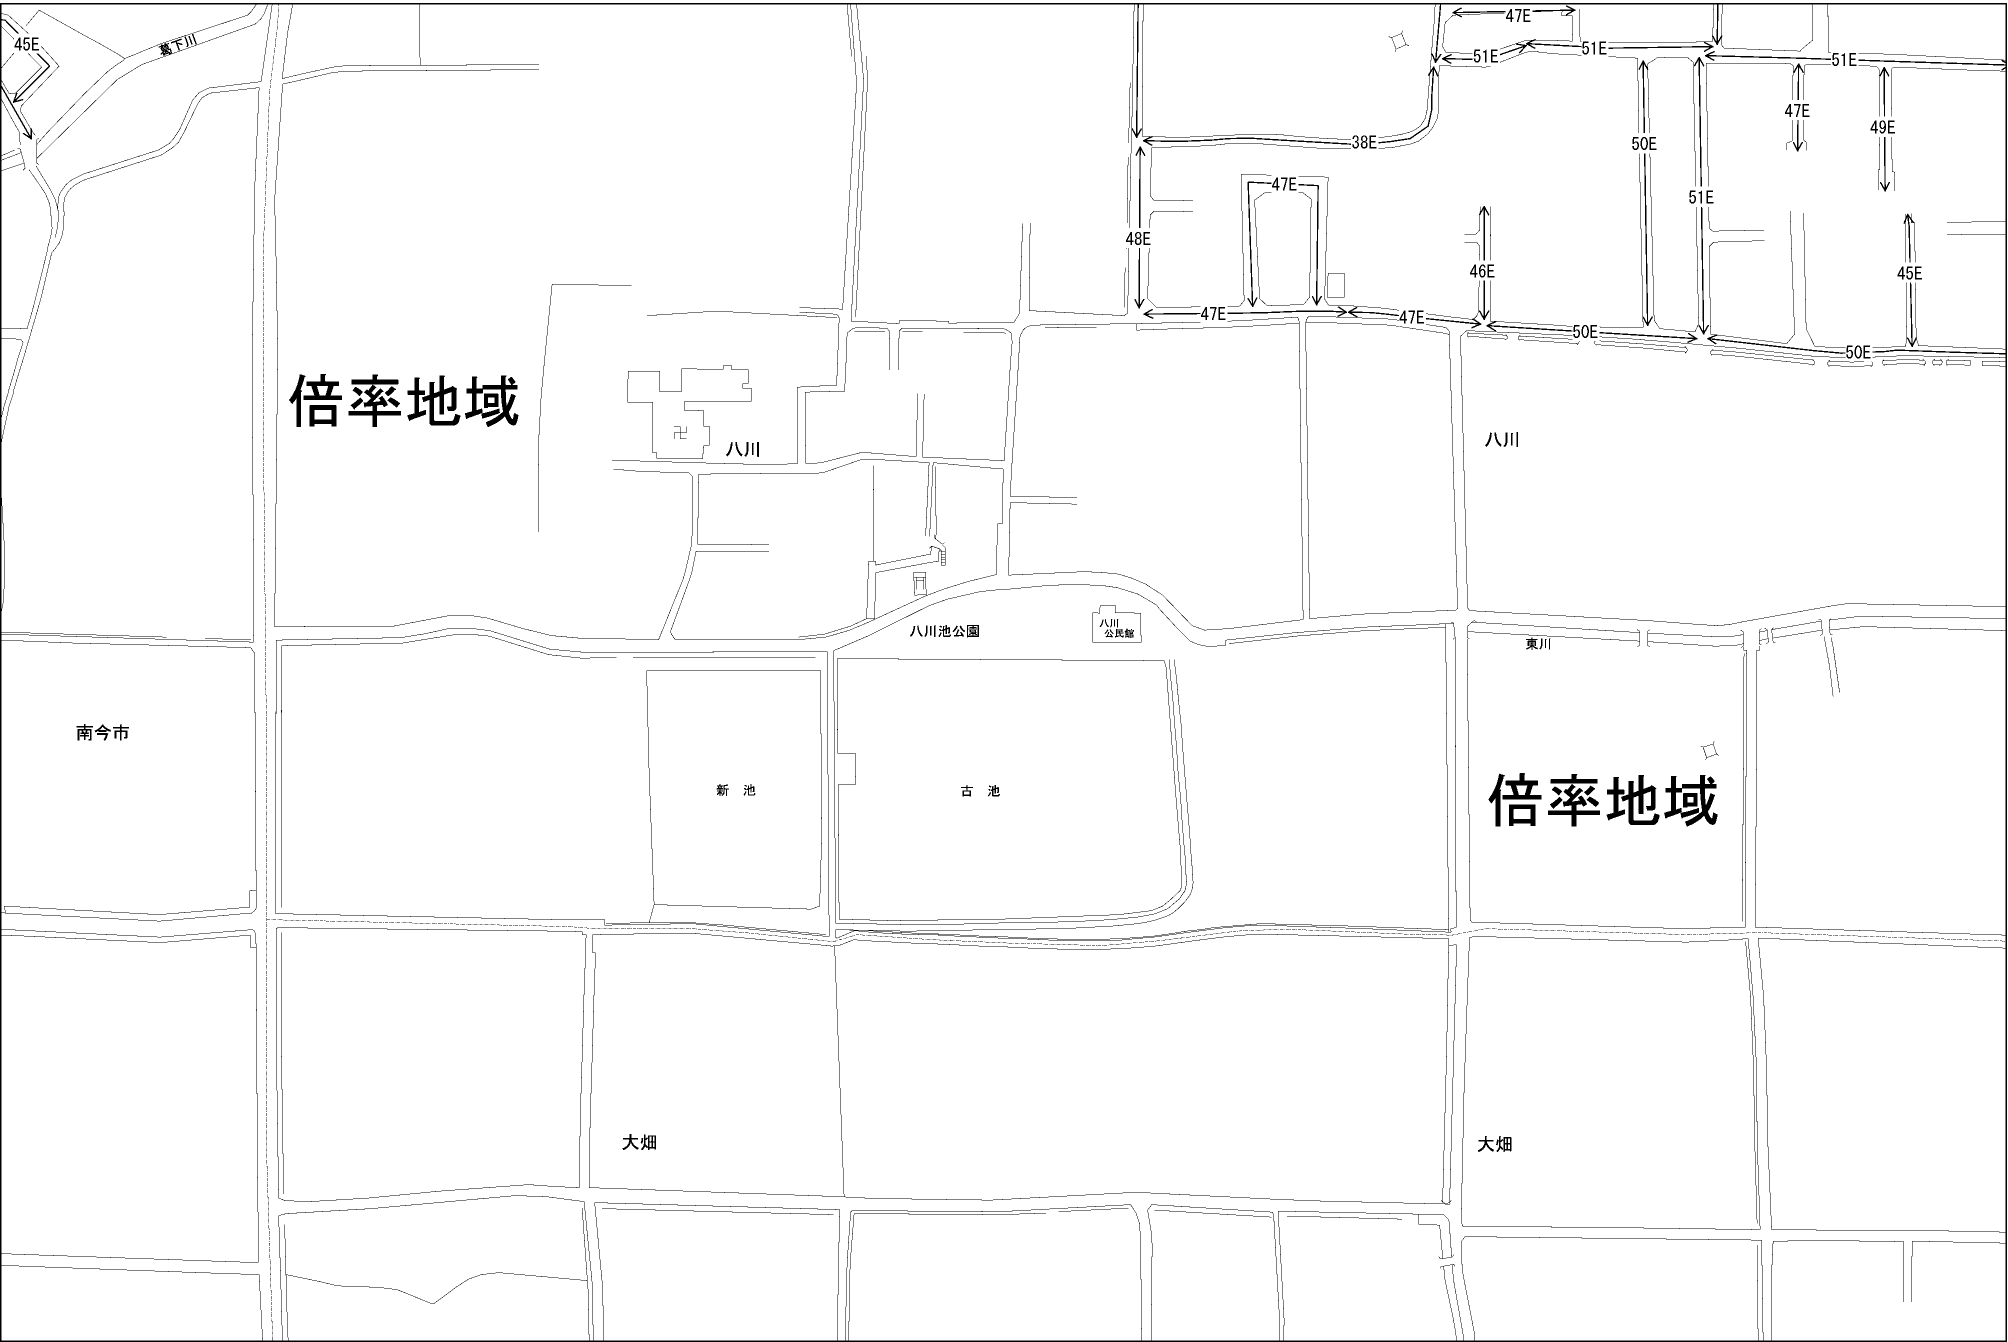 45E
葛下川
47E
51E
51E
51E
47E
49E
38E
50E
47E
51E
48E
46E
45E
47E
47E
50E
50E
倍率地域
八川
八川
八川池公園
八川
公民館
東川
南今市
新 池
古 池
倍率地域
大畑
大畑